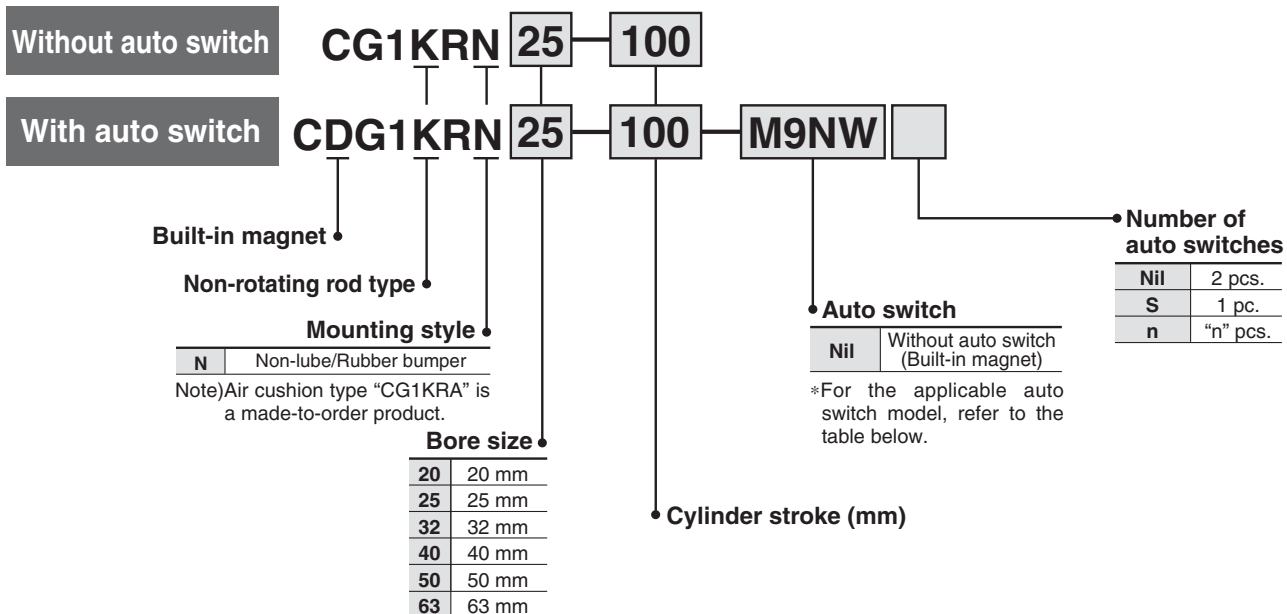 Without auto switch
CG1KRN 25 — 100
With auto switch
CDG1KRN 25 — 100 — M9NW
Built-in magnet
Non-rotating rod type
Mounting style
N Non-lube/Rubber bumper
Note)Air cushion type “CG1KRA” is
a made-to-order product.
Bore size
20 20 mm
25 25 mm
32 32 mm
40 40 mm
50 50 mm
63 63 mm
Cylinder stroke (mm)
Auto switch
Nil Without auto switch
(Built-in magnet)
*For the applicable auto
switch model, refer to the
table below.
Number of
auto switches
Nil 2 pcs.
S 1 pc.
n “n” pcs.